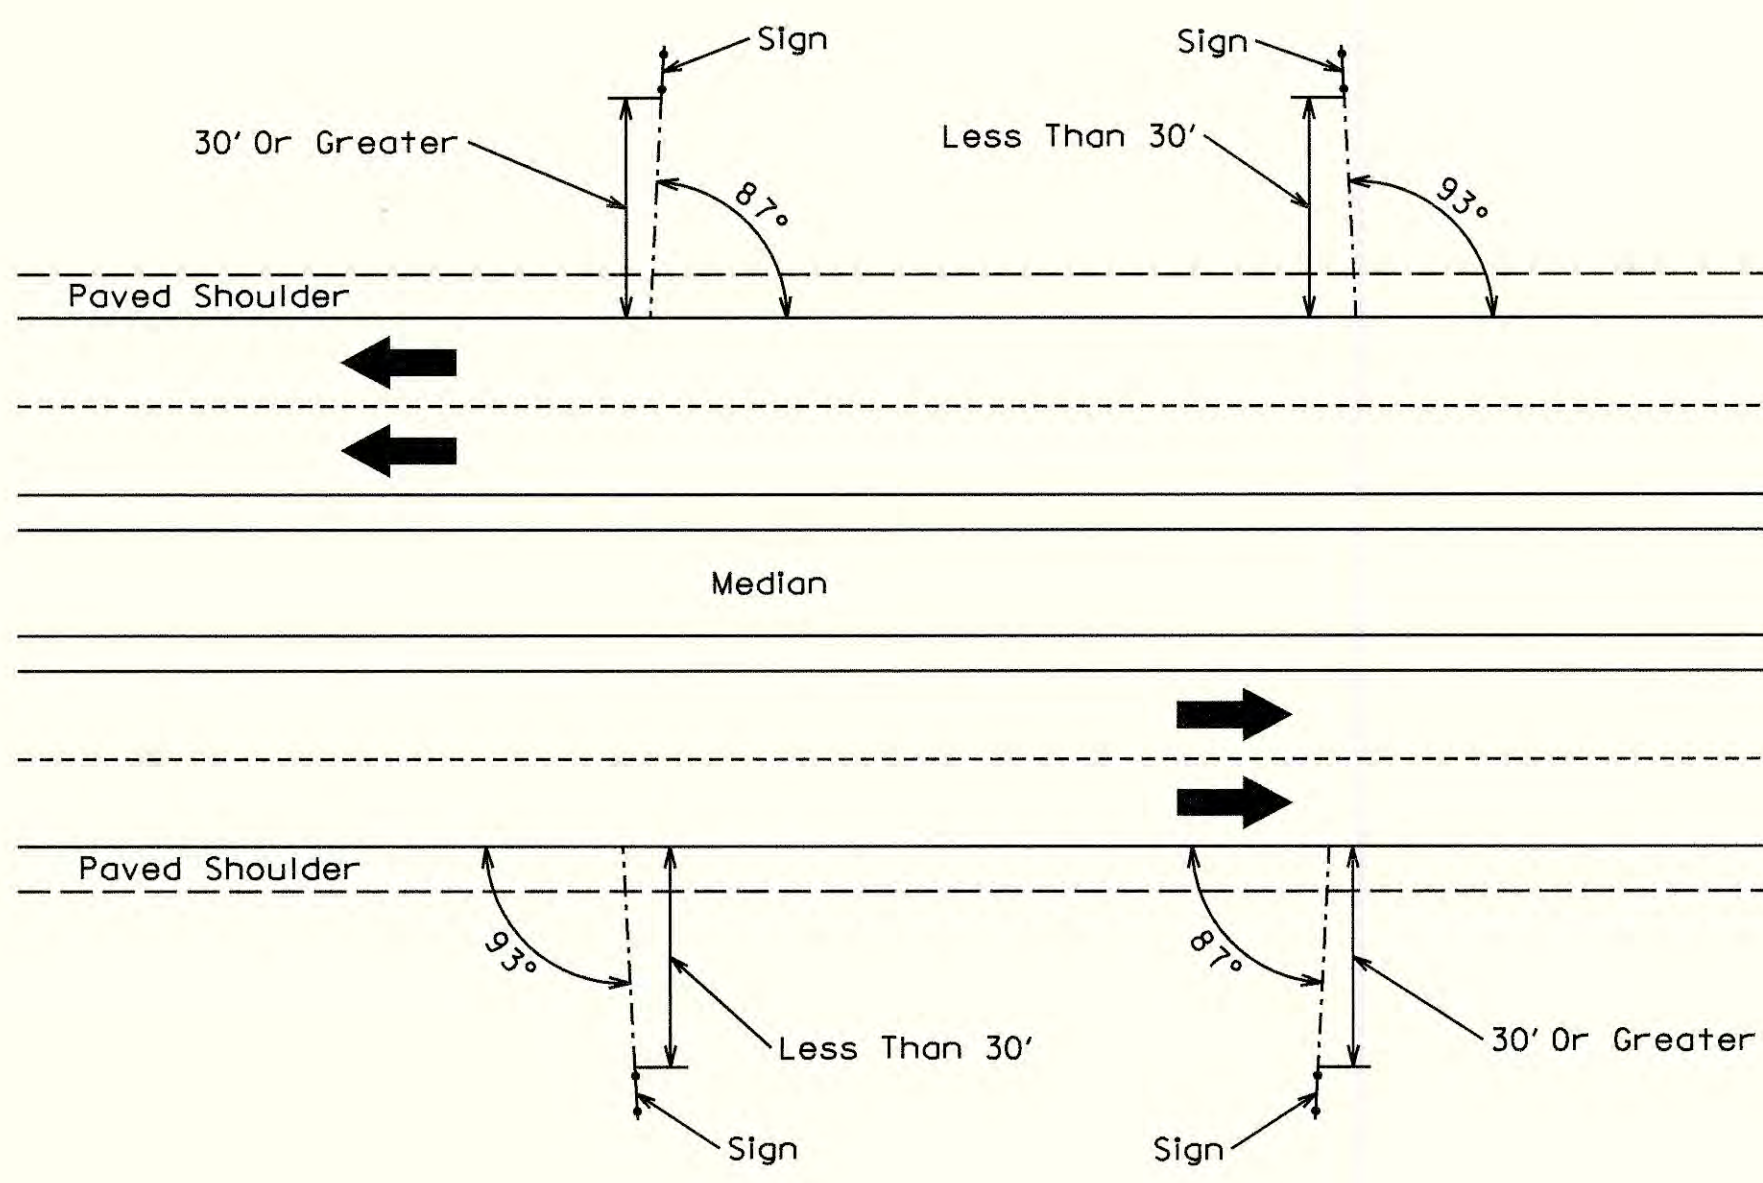 Sign
Sign
30' Or Greater
Less Than 30'
87°
93°
Paved Shoulder
Median
Paved Shoulder
93°
87°
Less Than 30'
30' Or Greater
Sign
Sign